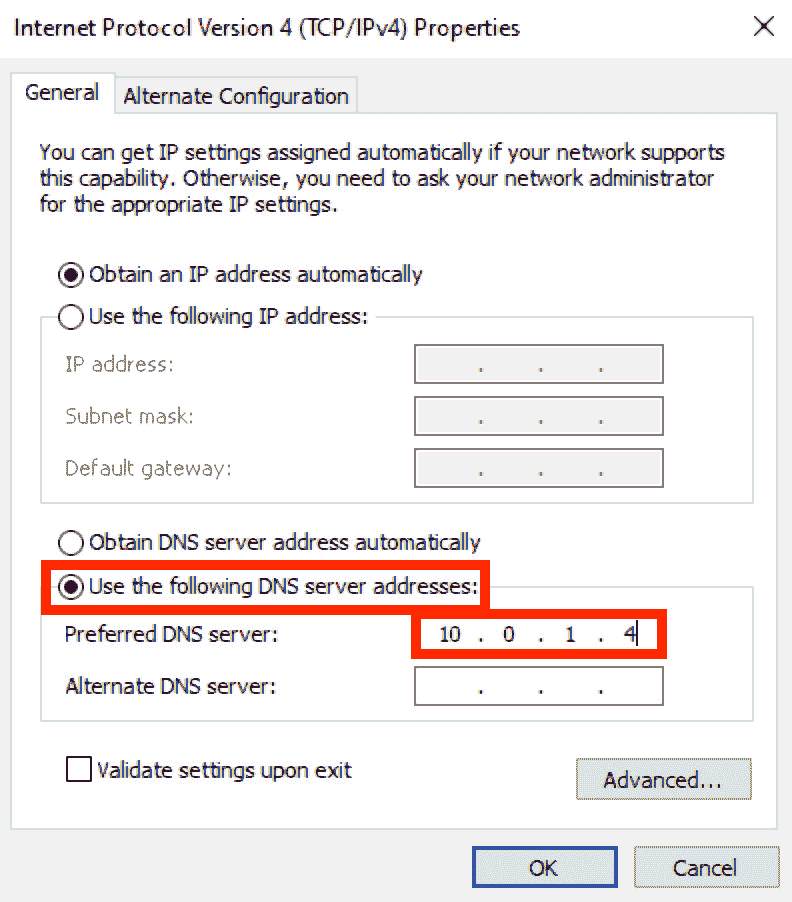 Internet Protocol Version 4 (TCP/IPv4) Properties
General
Alternate Configuration
You can get IP settings assigned automatically if your network supports
this capability. Otherwise, you need to ask your network administrator
for the appropriate IP settings.
Obtain an IP address automatically
Use the following IP address:
IP address: . . .
Subnet mask: . . .
Default gateway: . . .
Obtain DNS server address automatically
Use the following DNS server addresses:
Preferred DNS server: 10 . 0 . 1 . 4
Alternate DNS server: . . .
Validate settings upon exit
Advanced...
OK Cancel